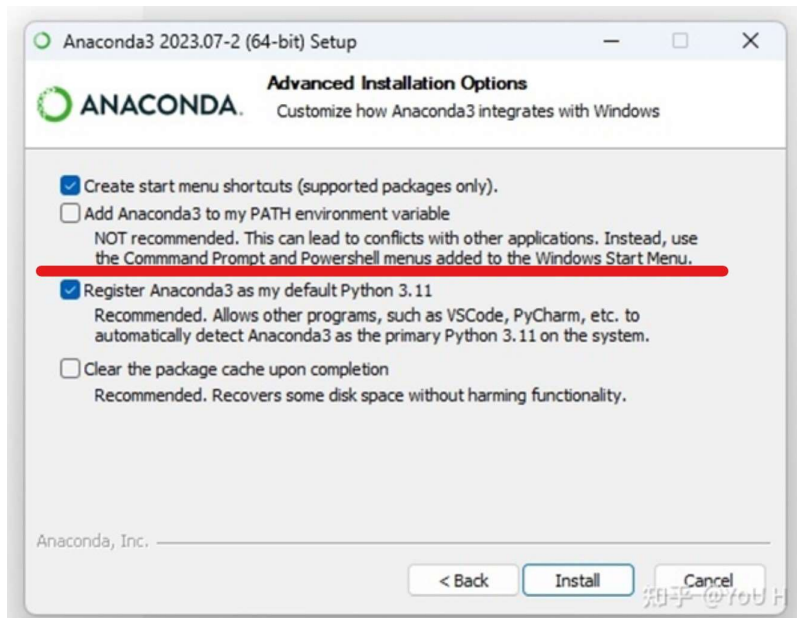 Anaconda3 2023.07-2 (64-bit) Setup
Advanced Installation Options
ANACONDA.
Customize how Anaconda3 integrates with Windows
Create start menu shortcuts (supported packages only).
Add Anaconda3 to my PATH environment variable
NOT recommended. This can lead to conflicts with other applications. Instead, use
the Commmand Prompt and Powershell menus added to the Windows Start Menu.
Register Anaconda3 as my default Python 3.11
Recommended. Allows other programs, such as VSCode, PyCharm, etc. to
automatically detect Anaconda3 as the primary Python 3.11 on the system.
Clear the package cache upon completion
Recommended. Recovers some disk space without harming functionality.
Anaconda, Inc.
< Back
Install
Cancel
知乎 @YoU H